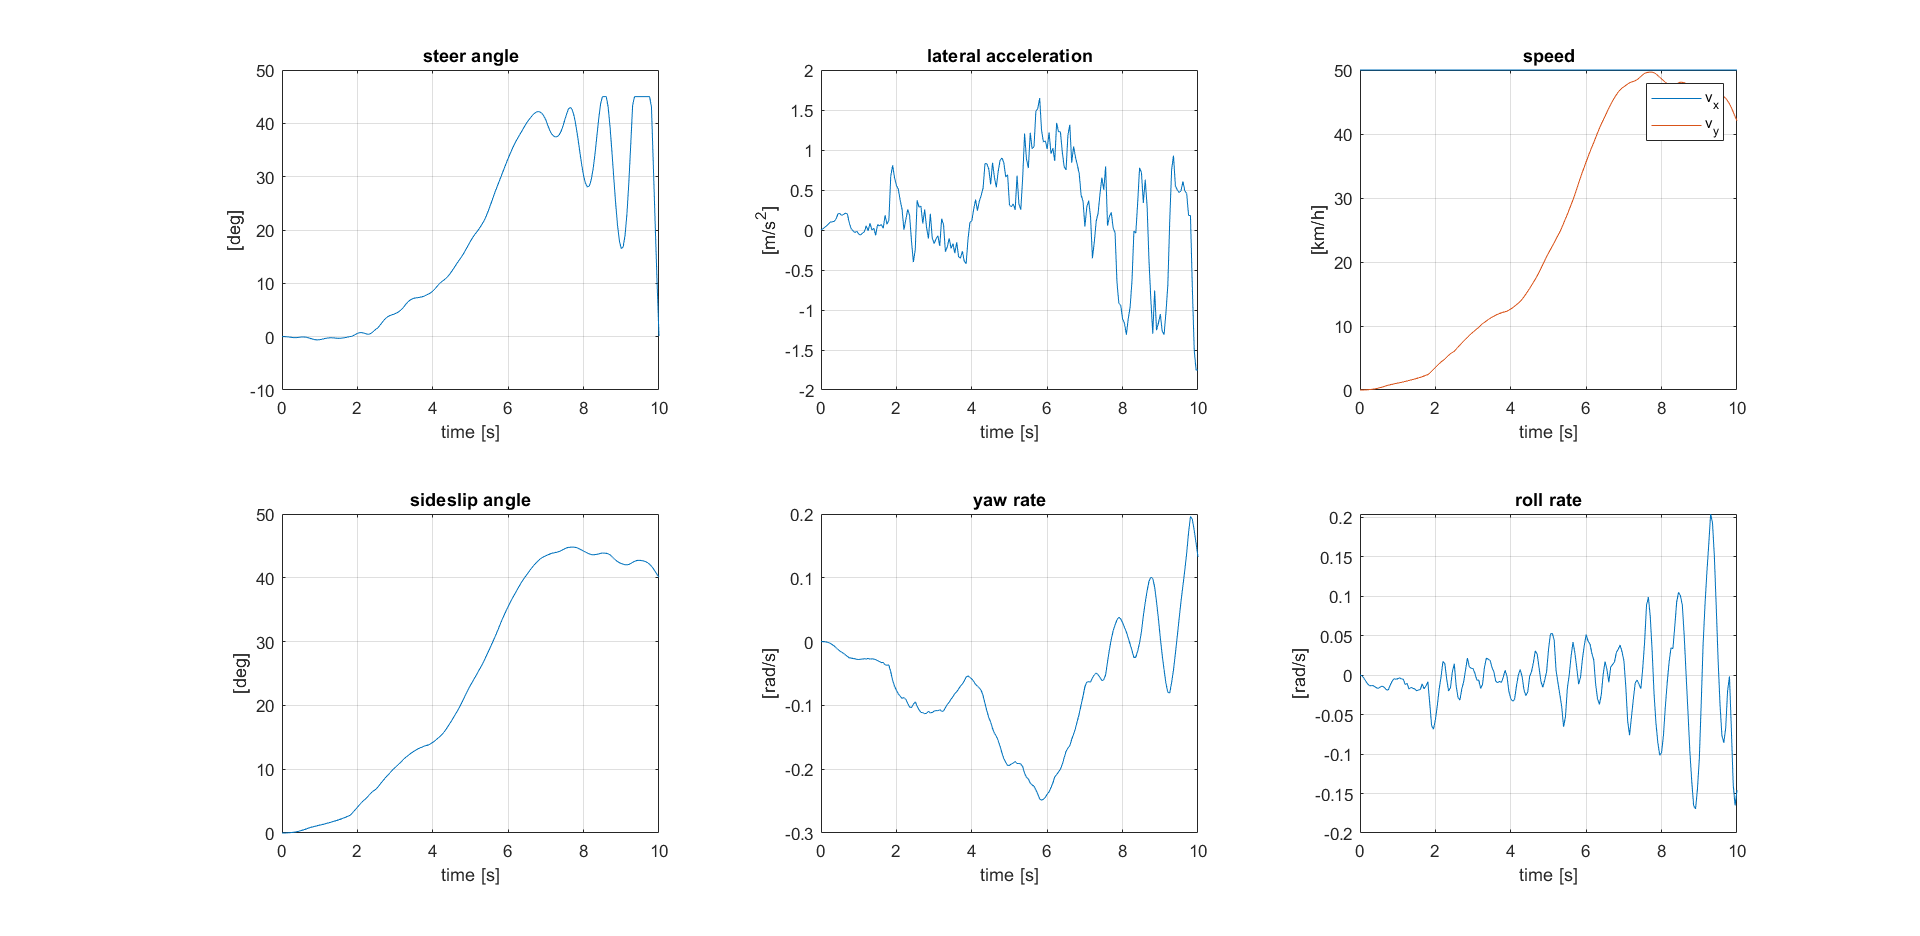 steer angle
50
40
30
20
10
0
-10
[deg]
0 2 4 6 8 10
time [s]
lateral acceleration
2
1.5
1
0.5
0
-0.5
-1
-1.5
-2
[m/s²]
0 2 4 6 8 10
time [s]
speed
50
40
30
20
10
0
[km/h]
v_x
v_y
0 2 4 6 8 10
time [s]
sideslip angle
50
40
30
20
10
0
[deg]
0 2 4 6 8 10
time [s]
yaw rate
0.2
0.1
0
-0.1
-0.2
-0.3
[rad/s]
0 2 4 6 8 10
time [s]
roll rate
0.2
0.15
0.1
0.05
0
-0.05
-0.1
-0.15
-0.2
[rad/s]
0 2 4 6 8 10
time [s]